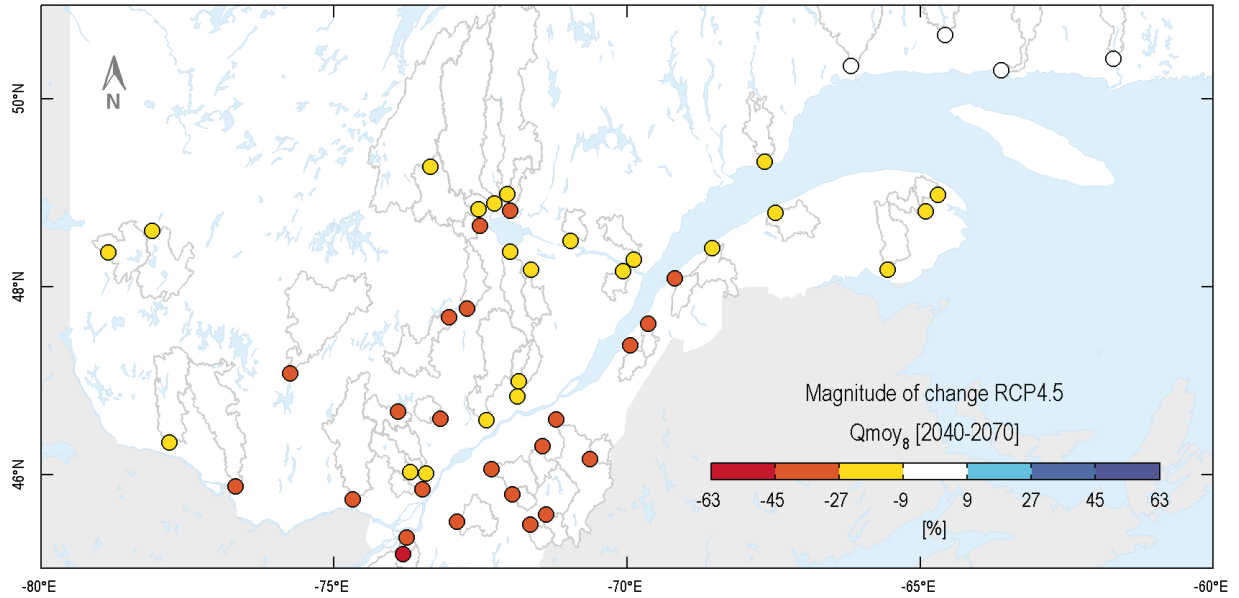 50°N
48°N
46°N
N
Magnitude of change RCP4.5
Qmoy8 [2040-2070]
-63 -45 -27 -9 9 27 45 63
[%]
-80°E -75°E -70°E -65°E -60°E